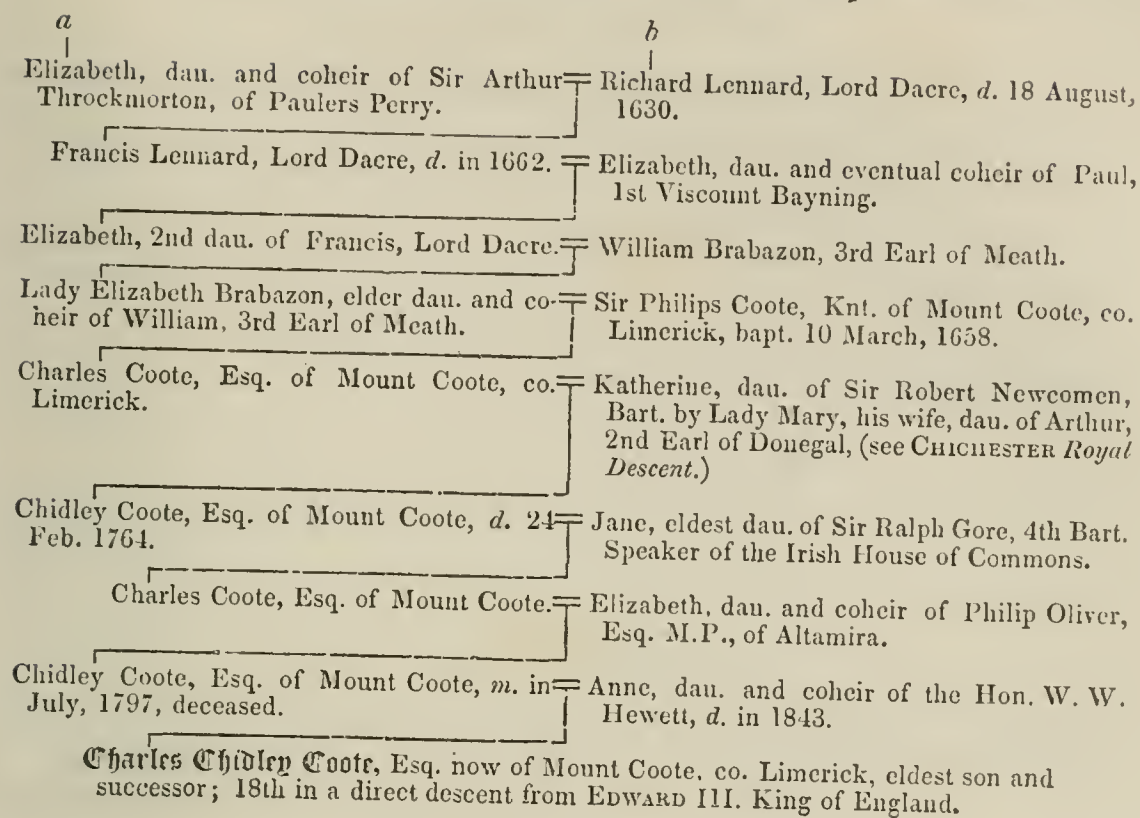 a
b
Elizabeth, dau. and coheir of Sir Arthur
Throckmorton, of Paulers Perry.
Richard Lennard, Lord Dacre, d. 18 August,
1630.
Francis Lennard, Lord Dacre, d. in 1662.
Elizabeth, dau. and eventual coheir of Paul,
1st Viscount Bayning.
Elizabeth, 2nd dau. of Francis, Lord Dacre.
William Brabazon, 3rd Earl of Meath.
Lady Elizabeth Brabazon, elder dau. and co-
heir of William, 3rd Earl of Meath.
Sir Philips Coote, Knt. of Mount Coote, co.
Limerick, bapt. 10 March, 1658.
Charles Coote, Esq. of Mount Coote, co.
Limerick.
Katherine, dau. of Sir Robert Newcomen,
Bart. by Lady Mary, his wife, dau. of Arthur,
2nd Earl of Donegal, (see CHICHESTER Royal
Descent.)
Chidley Coote, Esq. of Mount Coote, d. 24
Feb. 1764.
Jane, eldest dau. of Sir Ralph Gore, 4th Bart.
Speaker of the Irish House of Commons.
Charles Coote, Esq. of Mount Coote.
Elizabeth, dau. and coheir of Philip Oliver,
Esq. M.P., of Altamira.
Chidley Coote, Esq. of Mount Coote, m. in
July, 1797, deceased.
Anne, dau. and coheir of the Hon. W. W.
Hewett, d. in 1843.
Charles Chidley Coote, Esq. now of Mount Coote, co. Limerick, eldest son and
successor; 18th in a direct descent from EDWARD III. King of England.